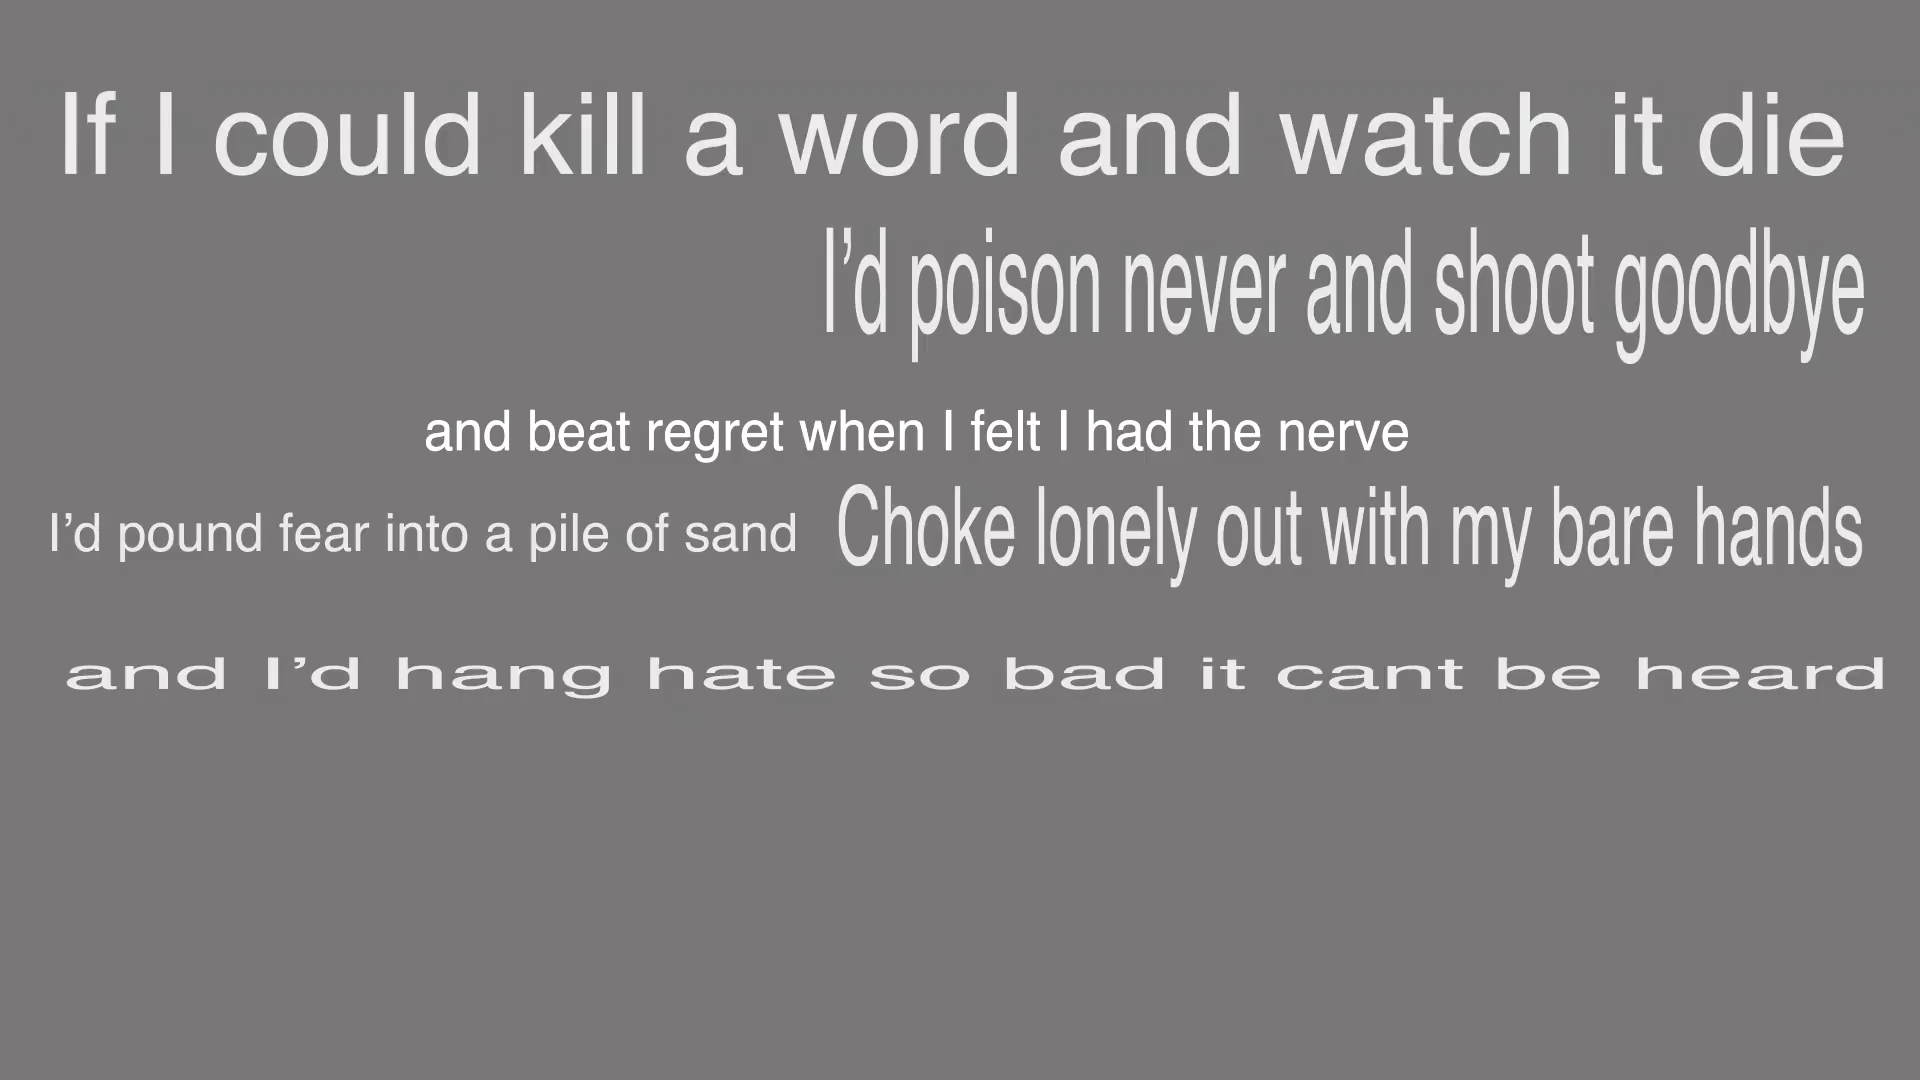 If I could kill a word and watch it die
I’d poison never and shoot goodbye
and beat regret when I felt I had the nerve
I’d pound fear into a pile of sand
Choke lonely out with my bare hands
and I’d hang hate so bad it cant be heard